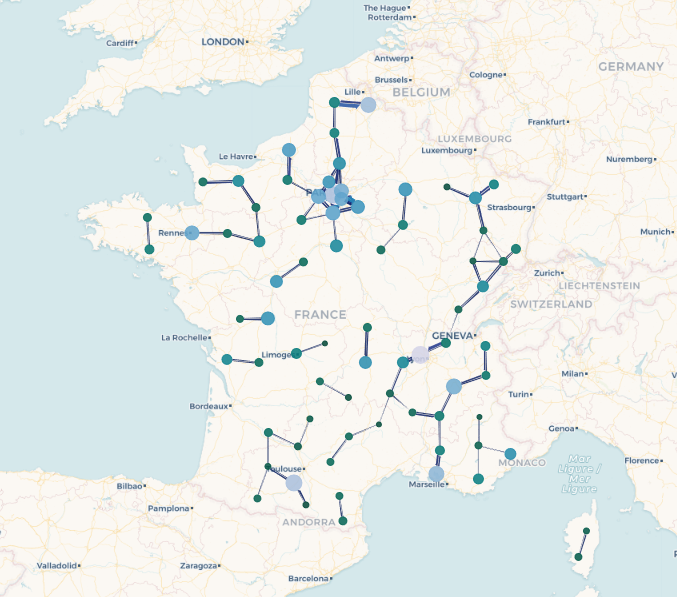 The Hague
Rotterdam
Cardiff
LONDON
GERMANY
Antwerp
Cologne
Brussels
Lille
BELGIUM
Frankfurt
LUXEMBOURG
Luxembourg
Nuremberg
Le Havre
Stuttgart
Strasbourg
Munich
Rennes
Zurich
LIECHTENSTEIN
SWITZERLAND
FRANCE
GENEVA
La Rochelle
Limoges
Milan
Turin
Bordeaux
Genoa
Mar
Ligure /
Mer
Ligure
Florence
MONACO
Toulouse
Marseille
Bilbao
Pamplona
ANDORRA
Valladolid
Zaragoza
Barcelona